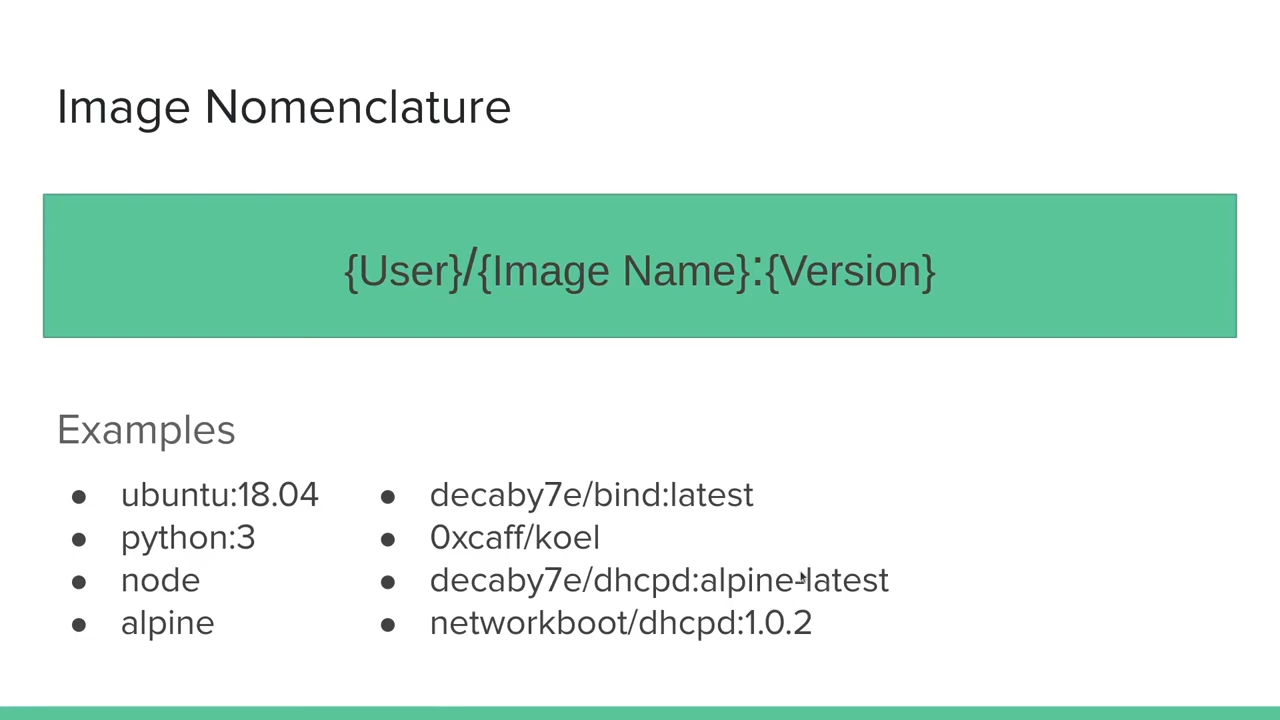 Image Nomenclature
{User}/{Image Name}:{Version}
Examples
● ubuntu:18.04
● python:3
● node
● alpine
● decaby7e/bind:latest
● 0xcaff/koel
● decaby7e/dhcpd:alpine-latest
● networkboot/dhcpd:1.0.2